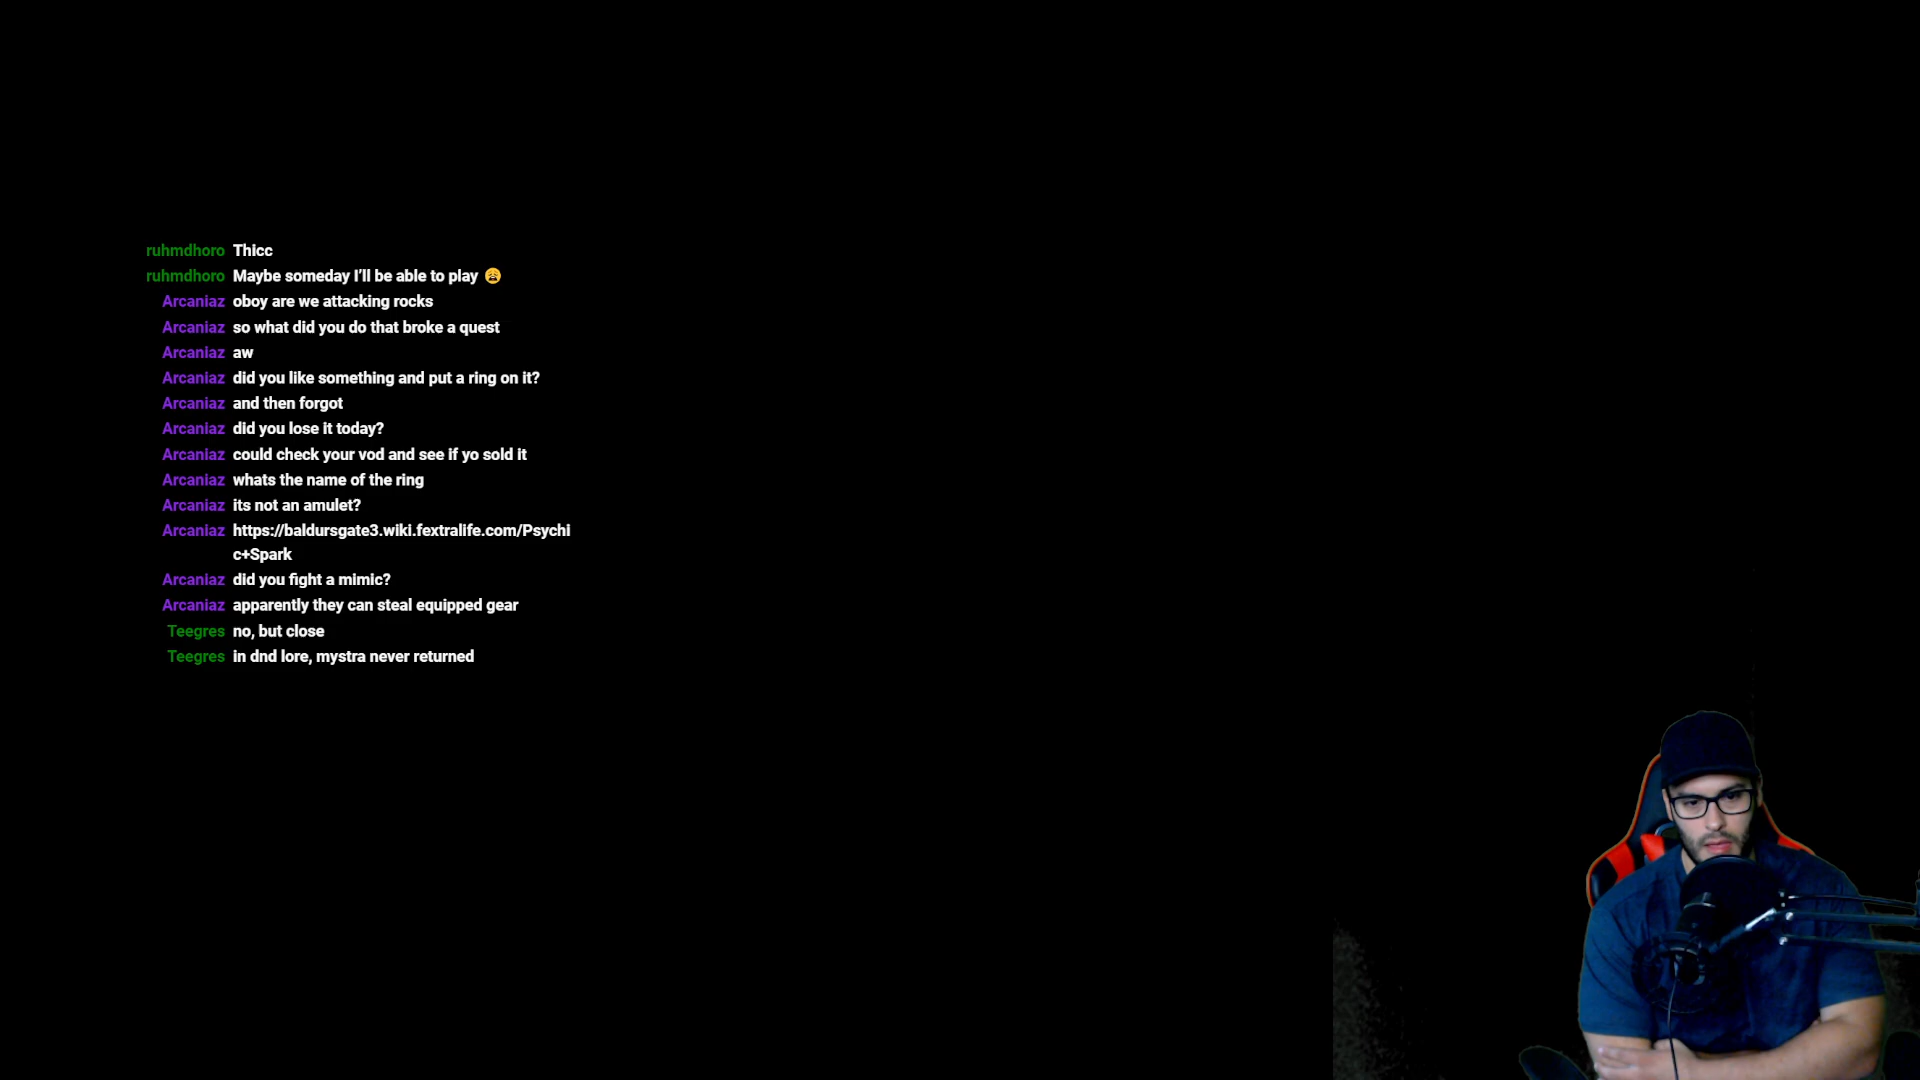 ruhmdhoro Thicc
ruhmdhoro Maybe someday I'll be able to play 😩
Arcaniaz oboy are we attacking rocks
Arcaniaz so what did you do that broke a quest
Arcaniaz aw
Arcaniaz did you like something and put a ring on it?
Arcaniaz and then forgot
Arcaniaz did you lose it today?
Arcaniaz could check your vod and see if yo sold it
Arcaniaz whats the name of the ring
Arcaniaz its not an amulet?
Arcaniaz https://baldursgate3.wiki.fextralife.com/Psychi
c+Spark
Arcaniaz did you fight a mimic?
Arcaniaz apparently they can steal equipped gear
Teegres no, but close
Teegres in dnd lore, mystra never returned